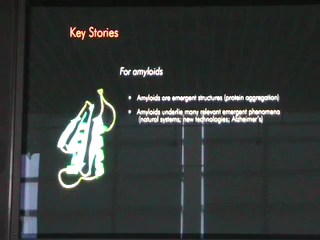 Key Stories
For amyloids
• Amyloids are emergent structures (protein aggregation)
• Amyloids underlie many relevant emergent phenomena
(natural systems; new technologies; Alzheimer's)